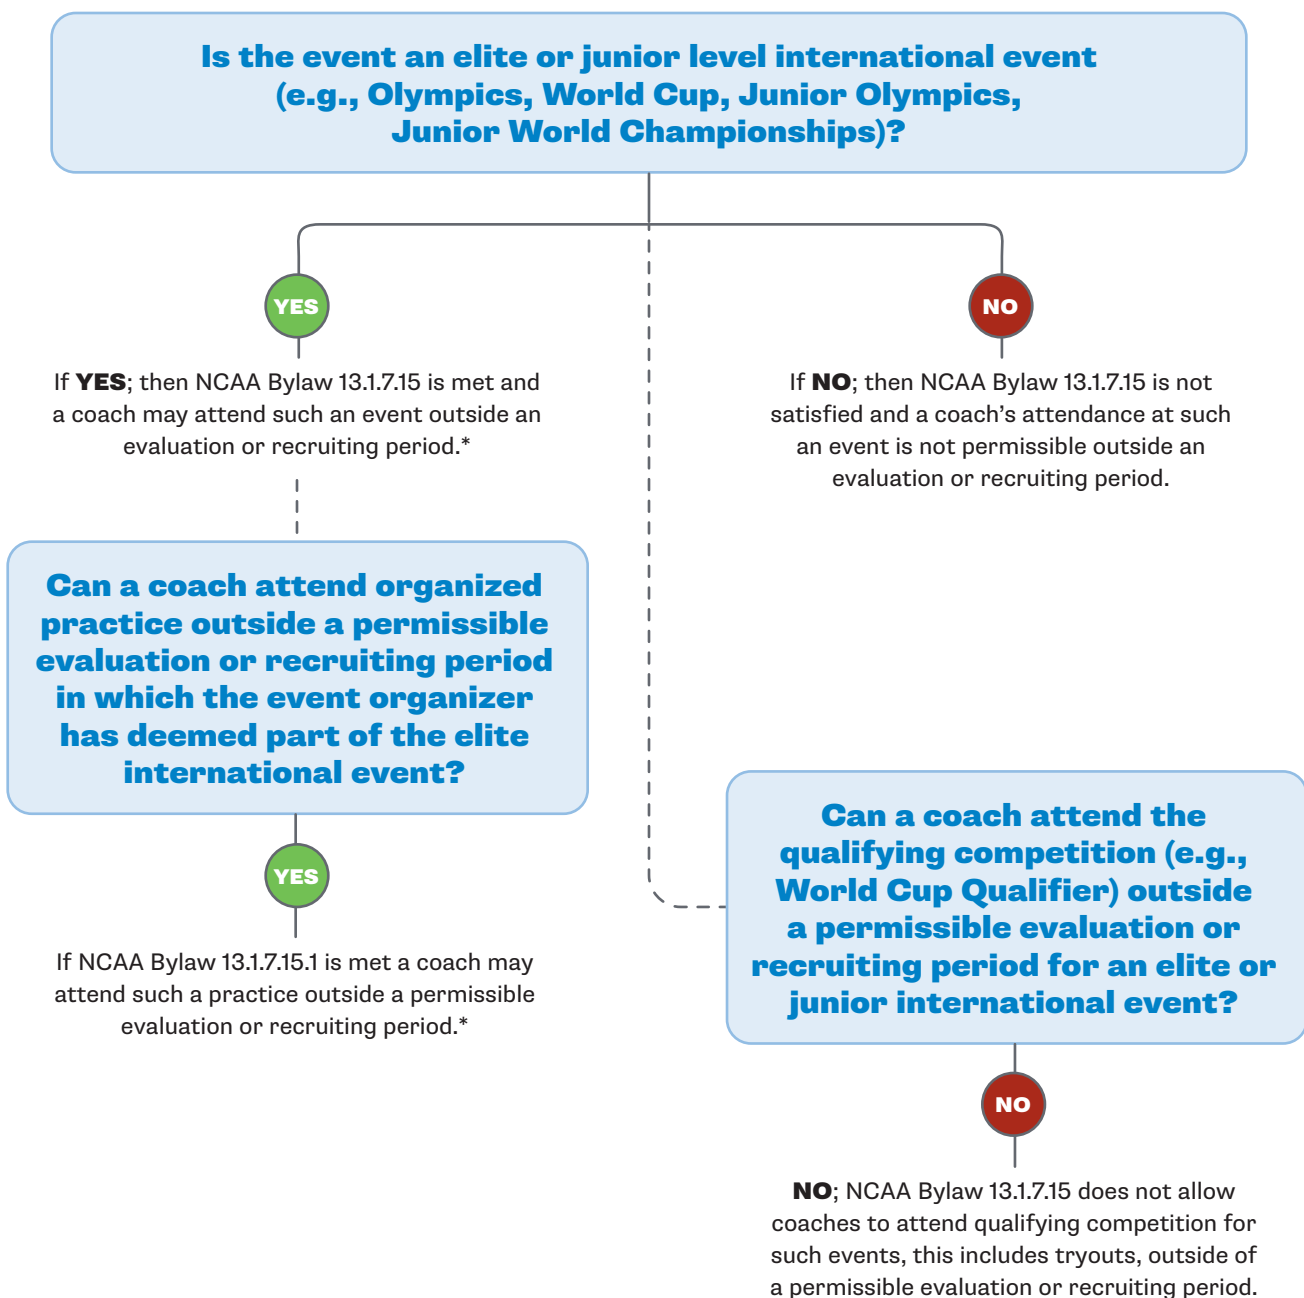 Is the event an elite or junior level international event
(e.g., Olympics, World Cup, Junior Olympics,
Junior World Championships)?
YES
If YES; then NCAA Bylaw 13.1.7.15 is met and
a coach may attend such an event outside an
evaluation or recruiting period.*
NO
If NO; then NCAA Bylaw 13.1.7.15 is not
satisfied and a coach’s attendance at such
an event is not permissible outside an
evaluation or recruiting period.
Can a coach attend organized
practice outside a permissible
evaluation or recruiting period
in which the event organizer
has deemed part of the elite
international event?
YES
If NCAA Bylaw 13.1.7.15.1 is met a coach may
attend such a practice outside a permissible
evaluation or recruiting period.*
Can a coach attend the
qualifying competition (e.g.,
World Cup Qualifier) outside
a permissible evaluation or
recruiting period for an elite or
junior international event?
NO
NO; NCAA Bylaw 13.1.7.15 does not allow
coaches to attend qualifying competition for
such events, this includes tryouts, outside of
a permissible evaluation or recruiting period.